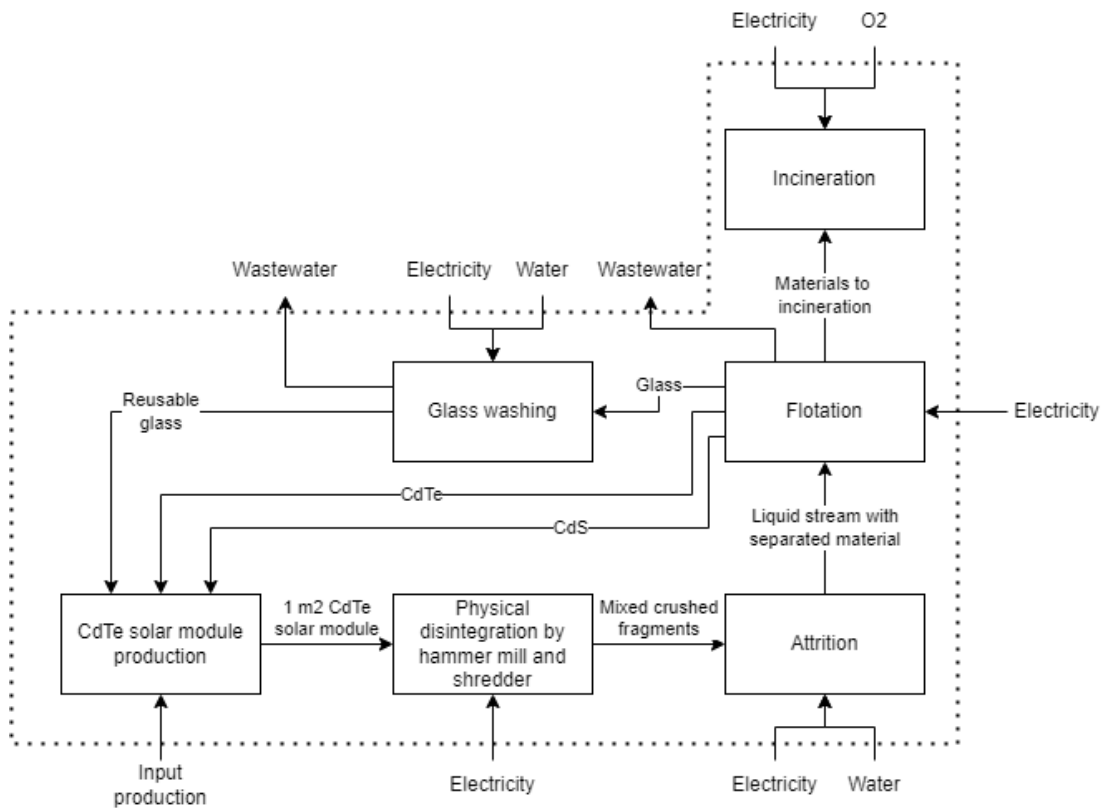 Electricity
O2
Incineration
Wastewater
Electricity
Water
Wastewater
Materials to
incineration
Reusable
glass
Glass washing
Glass
Flotation
Electricity
CdTe
CdS
Liquid stream with
separated material
CdTe solar module
production
1 m2 CdTe
solar module
Physical
disintegration by
hammer mill and
shredder
Mixed crushed
fragments
Attrition
Input
production
Electricity
Electricity
Water